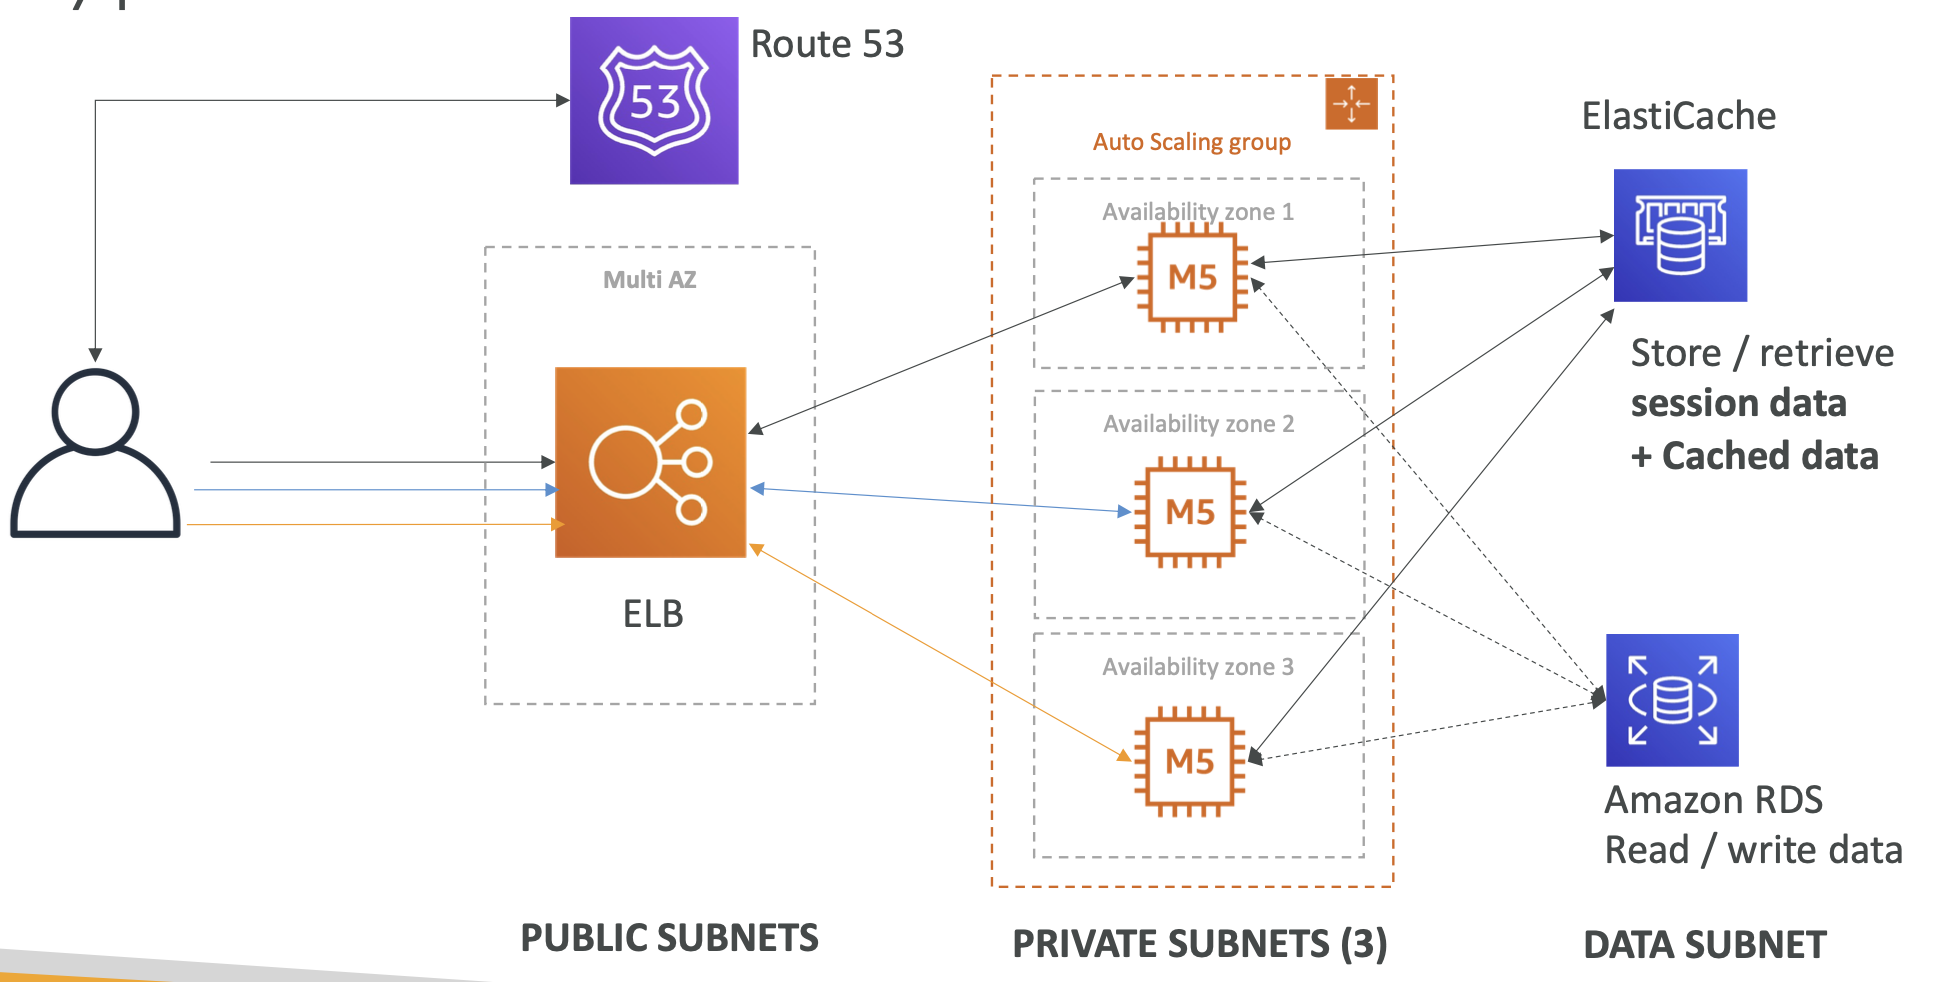 Route 53
53
Auto Scaling group
ElastiCache
Availability zone 1
M5
Multi AZ
Store / retrieve
session data
+ Cached data
Availability zone 2
M5
ELB
Availability zone 3
M5
Amazon RDS
Read / write data
PUBLIC SUBNETS
PRIVATE SUBNETS (3)
DATA SUBNET